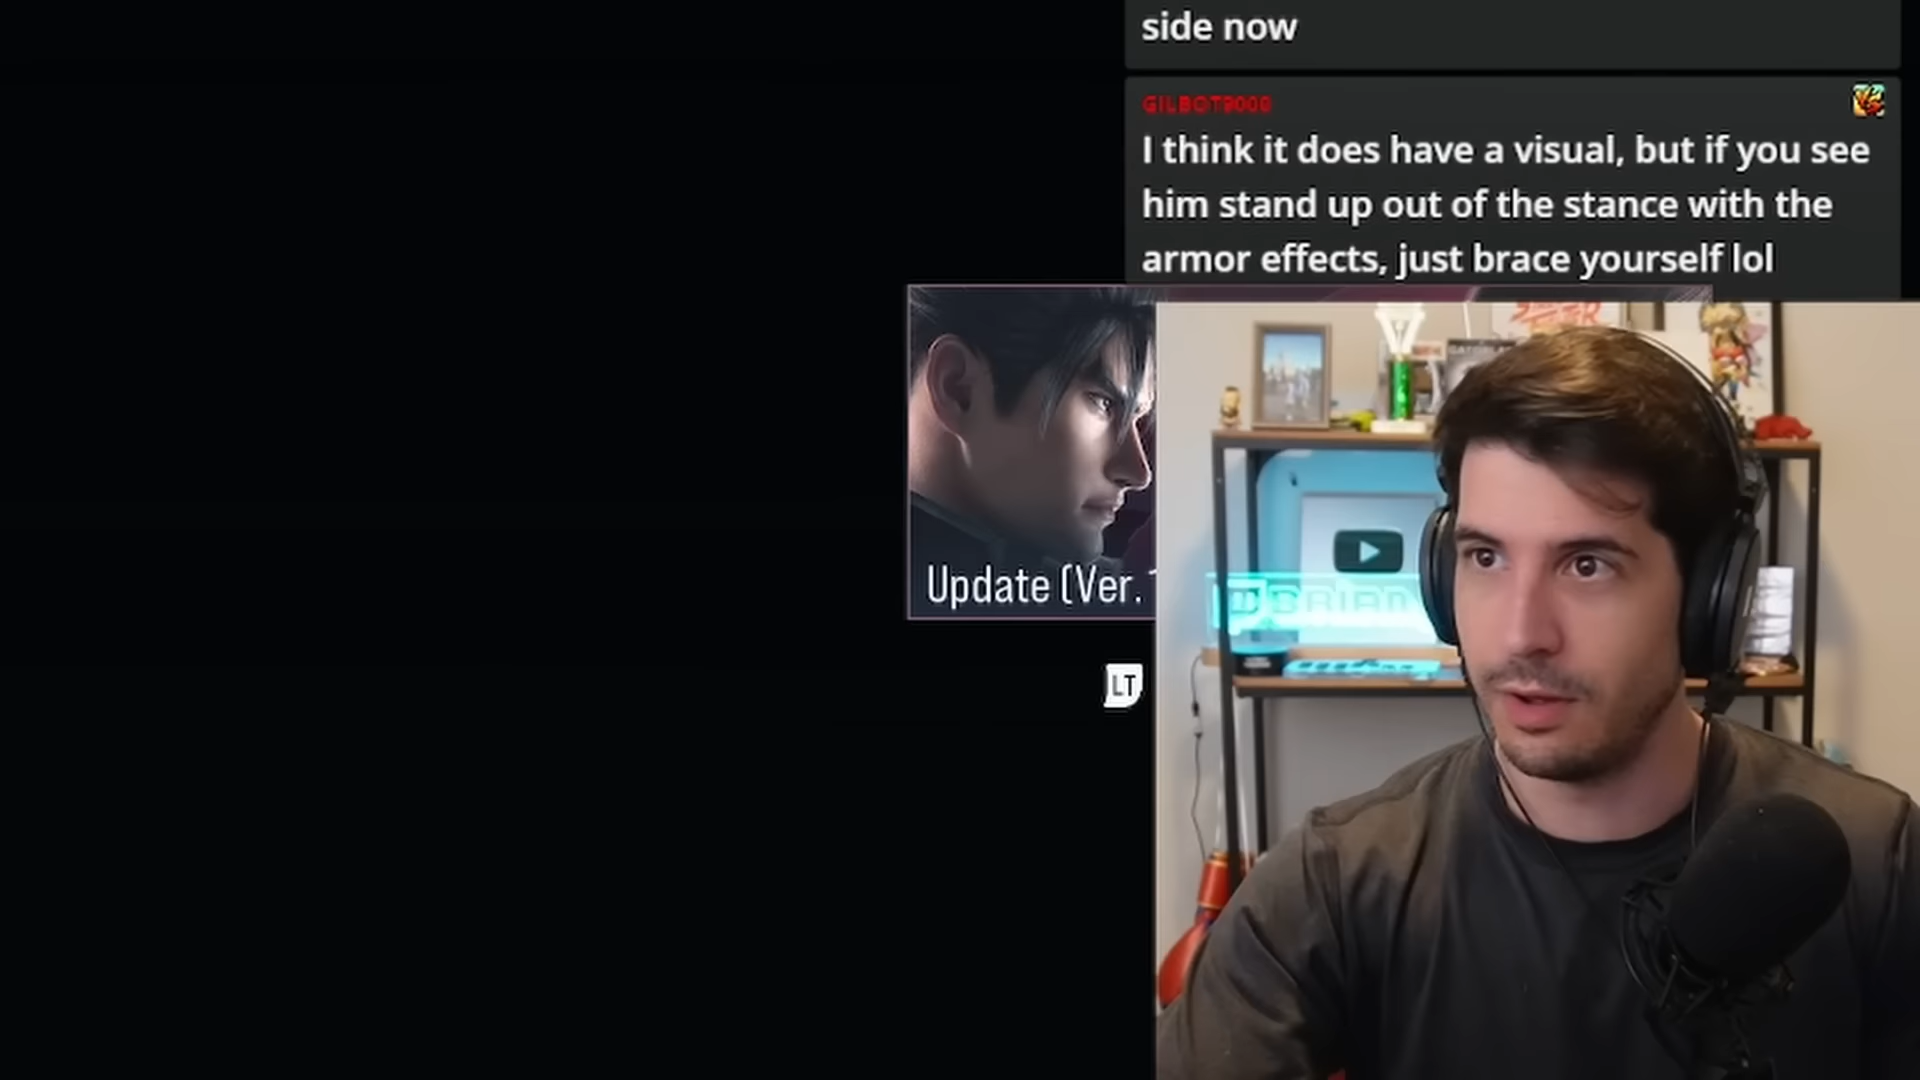 side now
GILBOT9000
I think it does have a visual, but if you see
him stand up out of the stance with the
armor effects, just brace yourself lol
Update (Ver.
LT